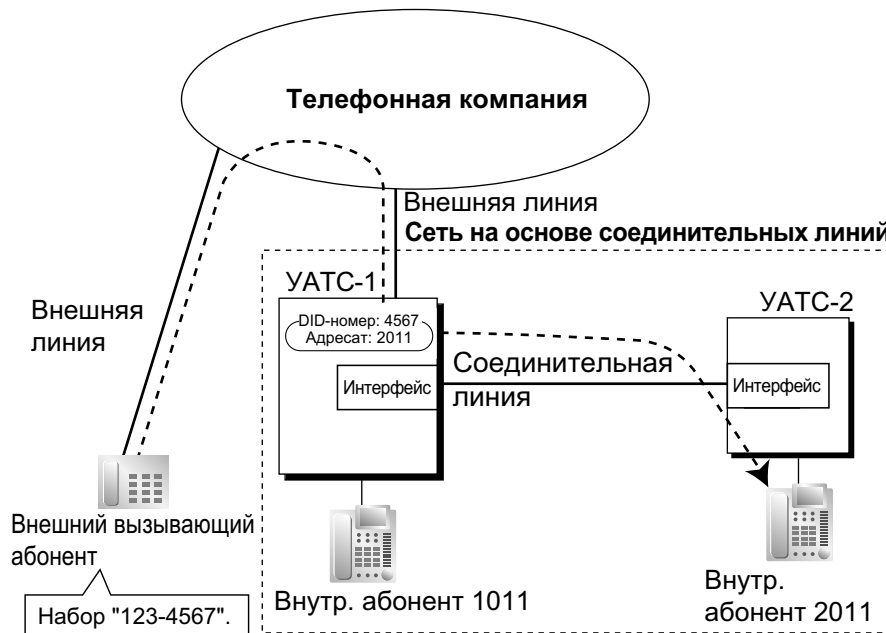 Телефонная компания
Внешняя линия
Сеть на основе соединительных линий
УАТС-1
УАТС-2
DID-номер: 4567
Адресат: 2011
Внешняя
линия
Соединительная
линия
Интерфейс
Интерфейс
Внешний вызывающий
абонент
Набор "123-4567".
Внутр. абонент 1011
Внутр.
абонент 2011